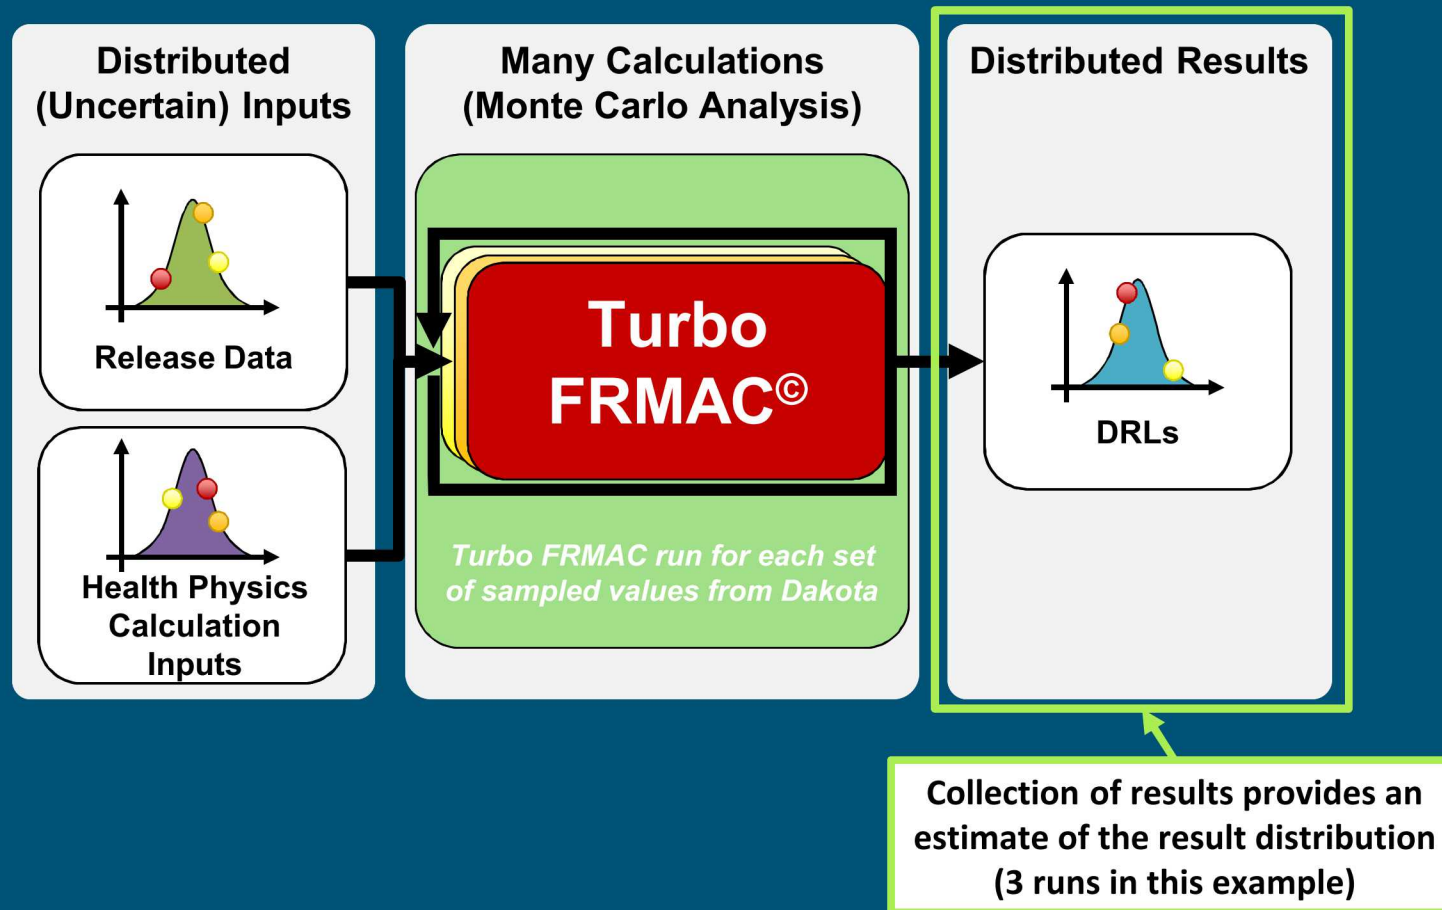 Distributed
(Uncertain) Inputs
Release Data
Health Physics
Calculation
Inputs
Many Calculations
(Monte Carlo Analysis)
Turbo
FRMAC©
Turbo FRMAC run for each set
of sampled values from Dakota
Distributed Results
DRLs
Collection of results provides an
estimate of the result distribution
(3 runs in this example)